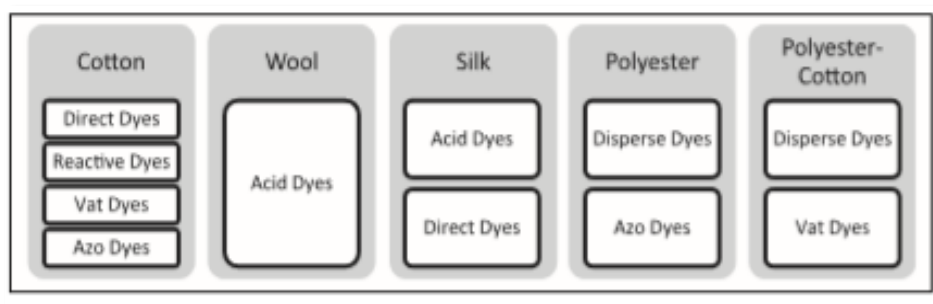 Cotton
Direct Dyes
Reactive Dyes
Vat Dyes
Azo Dyes
Wool
Acid Dyes
Silk
Acid Dyes
Direct Dyes
Polyester
Disperse Dyes
Azo Dyes
Polyester-
Cotton
Disperse Dyes
Vat Dyes